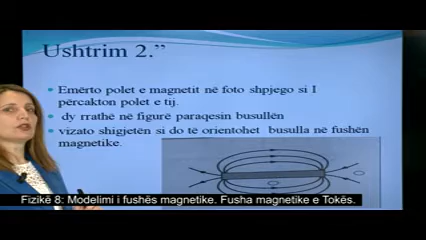 Ushtrim 2.”
Emërto polet e magnetit në foto shpjego si I
përcakton polet e tij.
dy rrathë në figurë paraqesin busullën
vizato shigjetën si do të orientohet busulla në fushën
magnetike.
Fizikë 8: Modelimi i fushës magnetike. Fusha magnetike e Tokës.